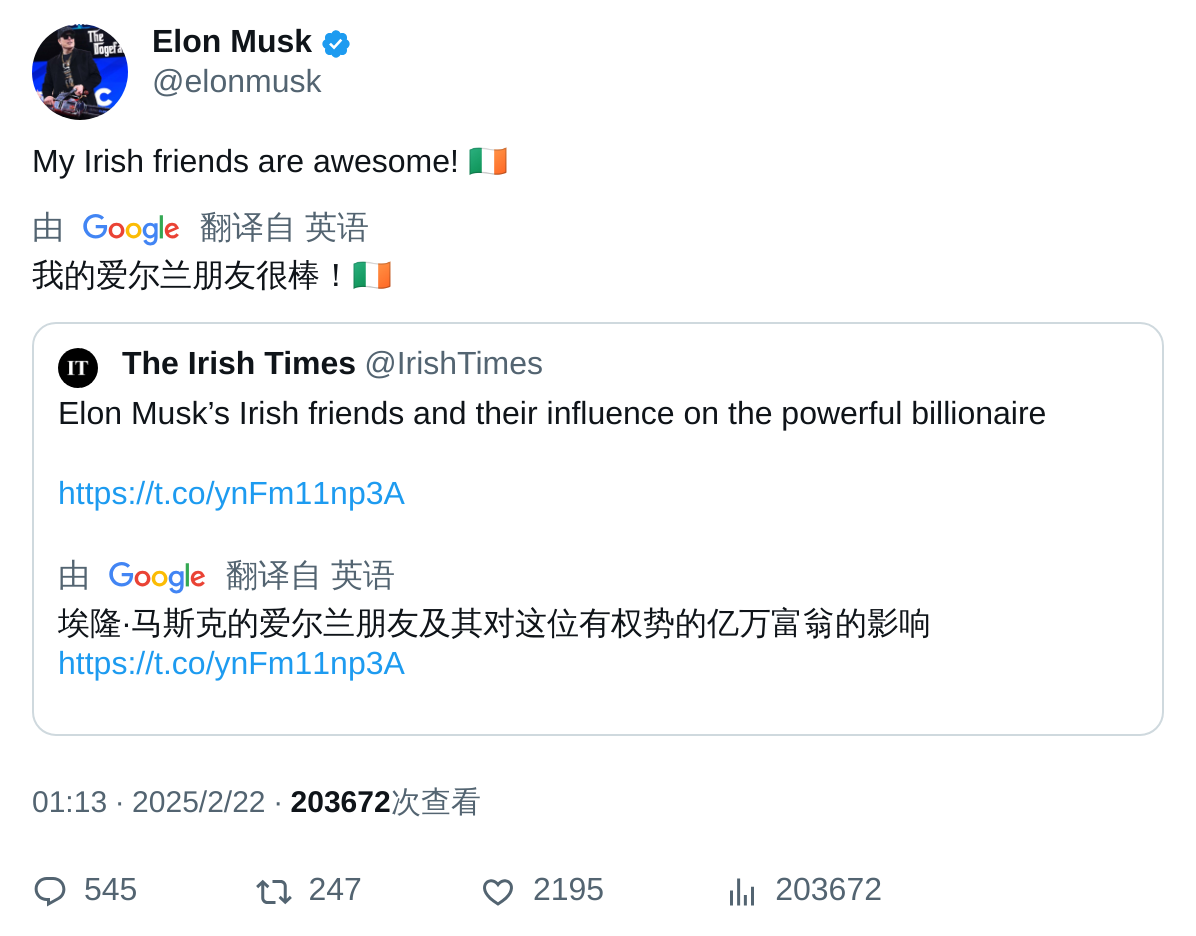 The
Dogefa
Elon Musk
@elonmusk
My Irish friends are awesome! 🇮🇪
由 Google 翻译自 英语
我的爱尔兰朋友很棒！🇮🇪
IT The Irish Times @IrishTimes
Elon Musk’s Irish friends and their influence on the powerful billionaire
https://t.co/ynFm11np3A
由 Google 翻译自 英语
埃隆·马斯克的爱尔兰朋友及其对这位有权势的亿万富翁的影响
https://t.co/ynFm11np3A
01:13 · 2025/2/22 · 203672次查看
545 247 2195 203672